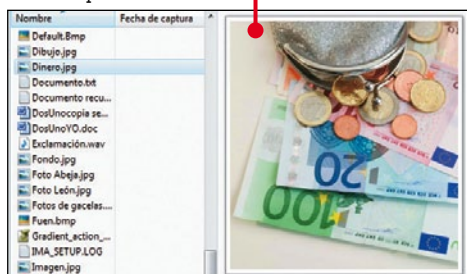 Nombre Fecha de captura
Default.Bmp
Dibujo.jpg
Dinero.jpg
Documento.txt
Documento recu...
DosUnocopia se...
DosUnoYO.doc
Exclamación.wav
Fondo.jpg
Foto Abeja.jpg
Foto León.jpg
Fotos de gacelas....
Fuen.bmp
Gradient_action_...
IMA_SETUP.LOG
Imagen.jpg
20
100